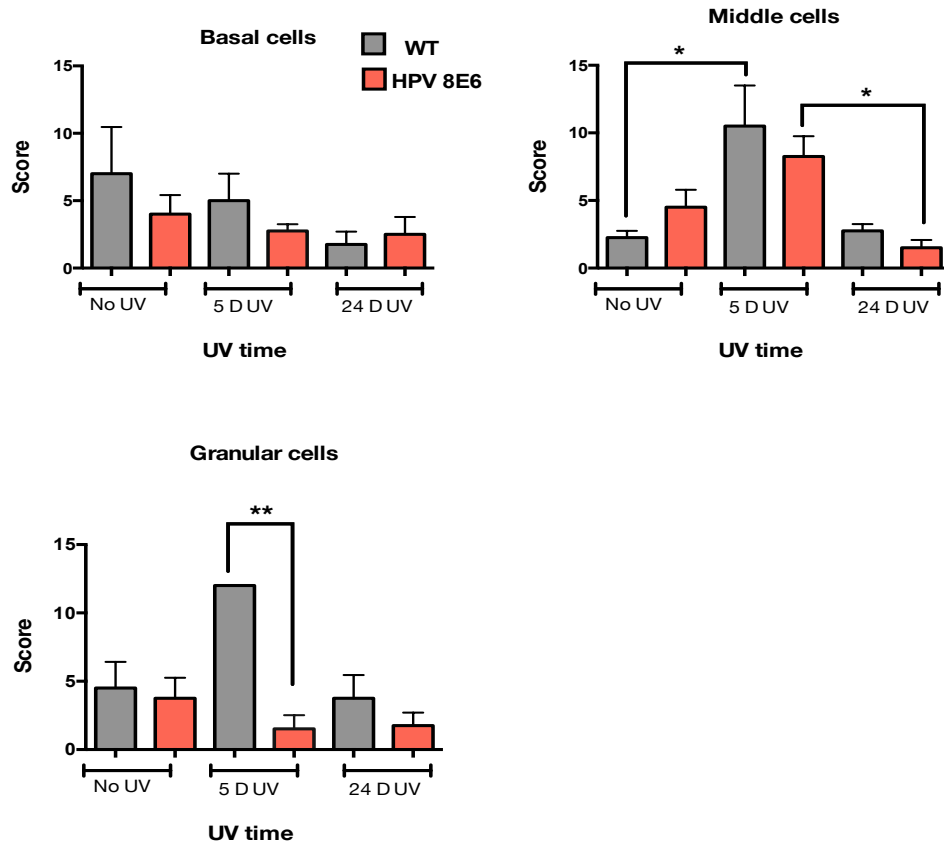 Basal cells
WT
HPV 8E6
15
10
5
0
Score
No UV 5 D UV 24 D UV
UV time
Middle cells
*
*
15
10
5
0
Score
No UV 5 D UV 24 D UV
UV time
Granular cells
**
15
10
5
0
Score
No UV 5 D UV 24 D UV
UV time